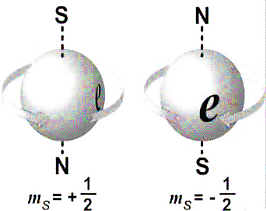 S N
e e
N S
mₛ = + 1/2 mₛ = - 1/2